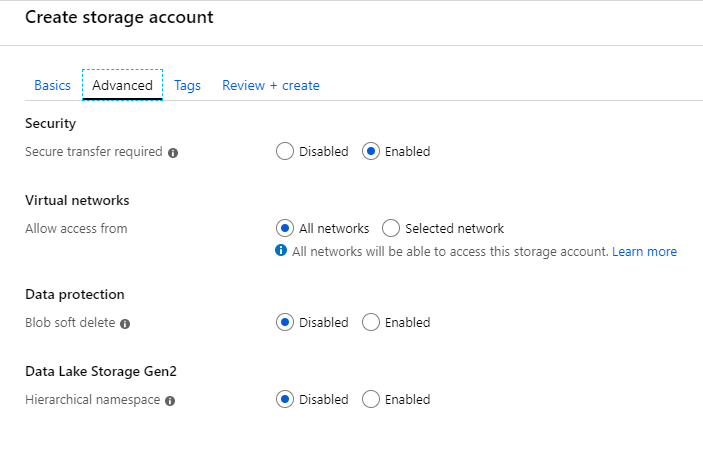 Create storage account
Basics Advanced Tags Review + create
Security
Secure transfer required Disabled Enabled
Virtual networks
Allow access from All networks Selected network
All networks will be able to access this storage account. Learn more
Data protection
Blob soft delete Disabled Enabled
Data Lake Storage Gen2
Hierarchical namespace Disabled Enabled